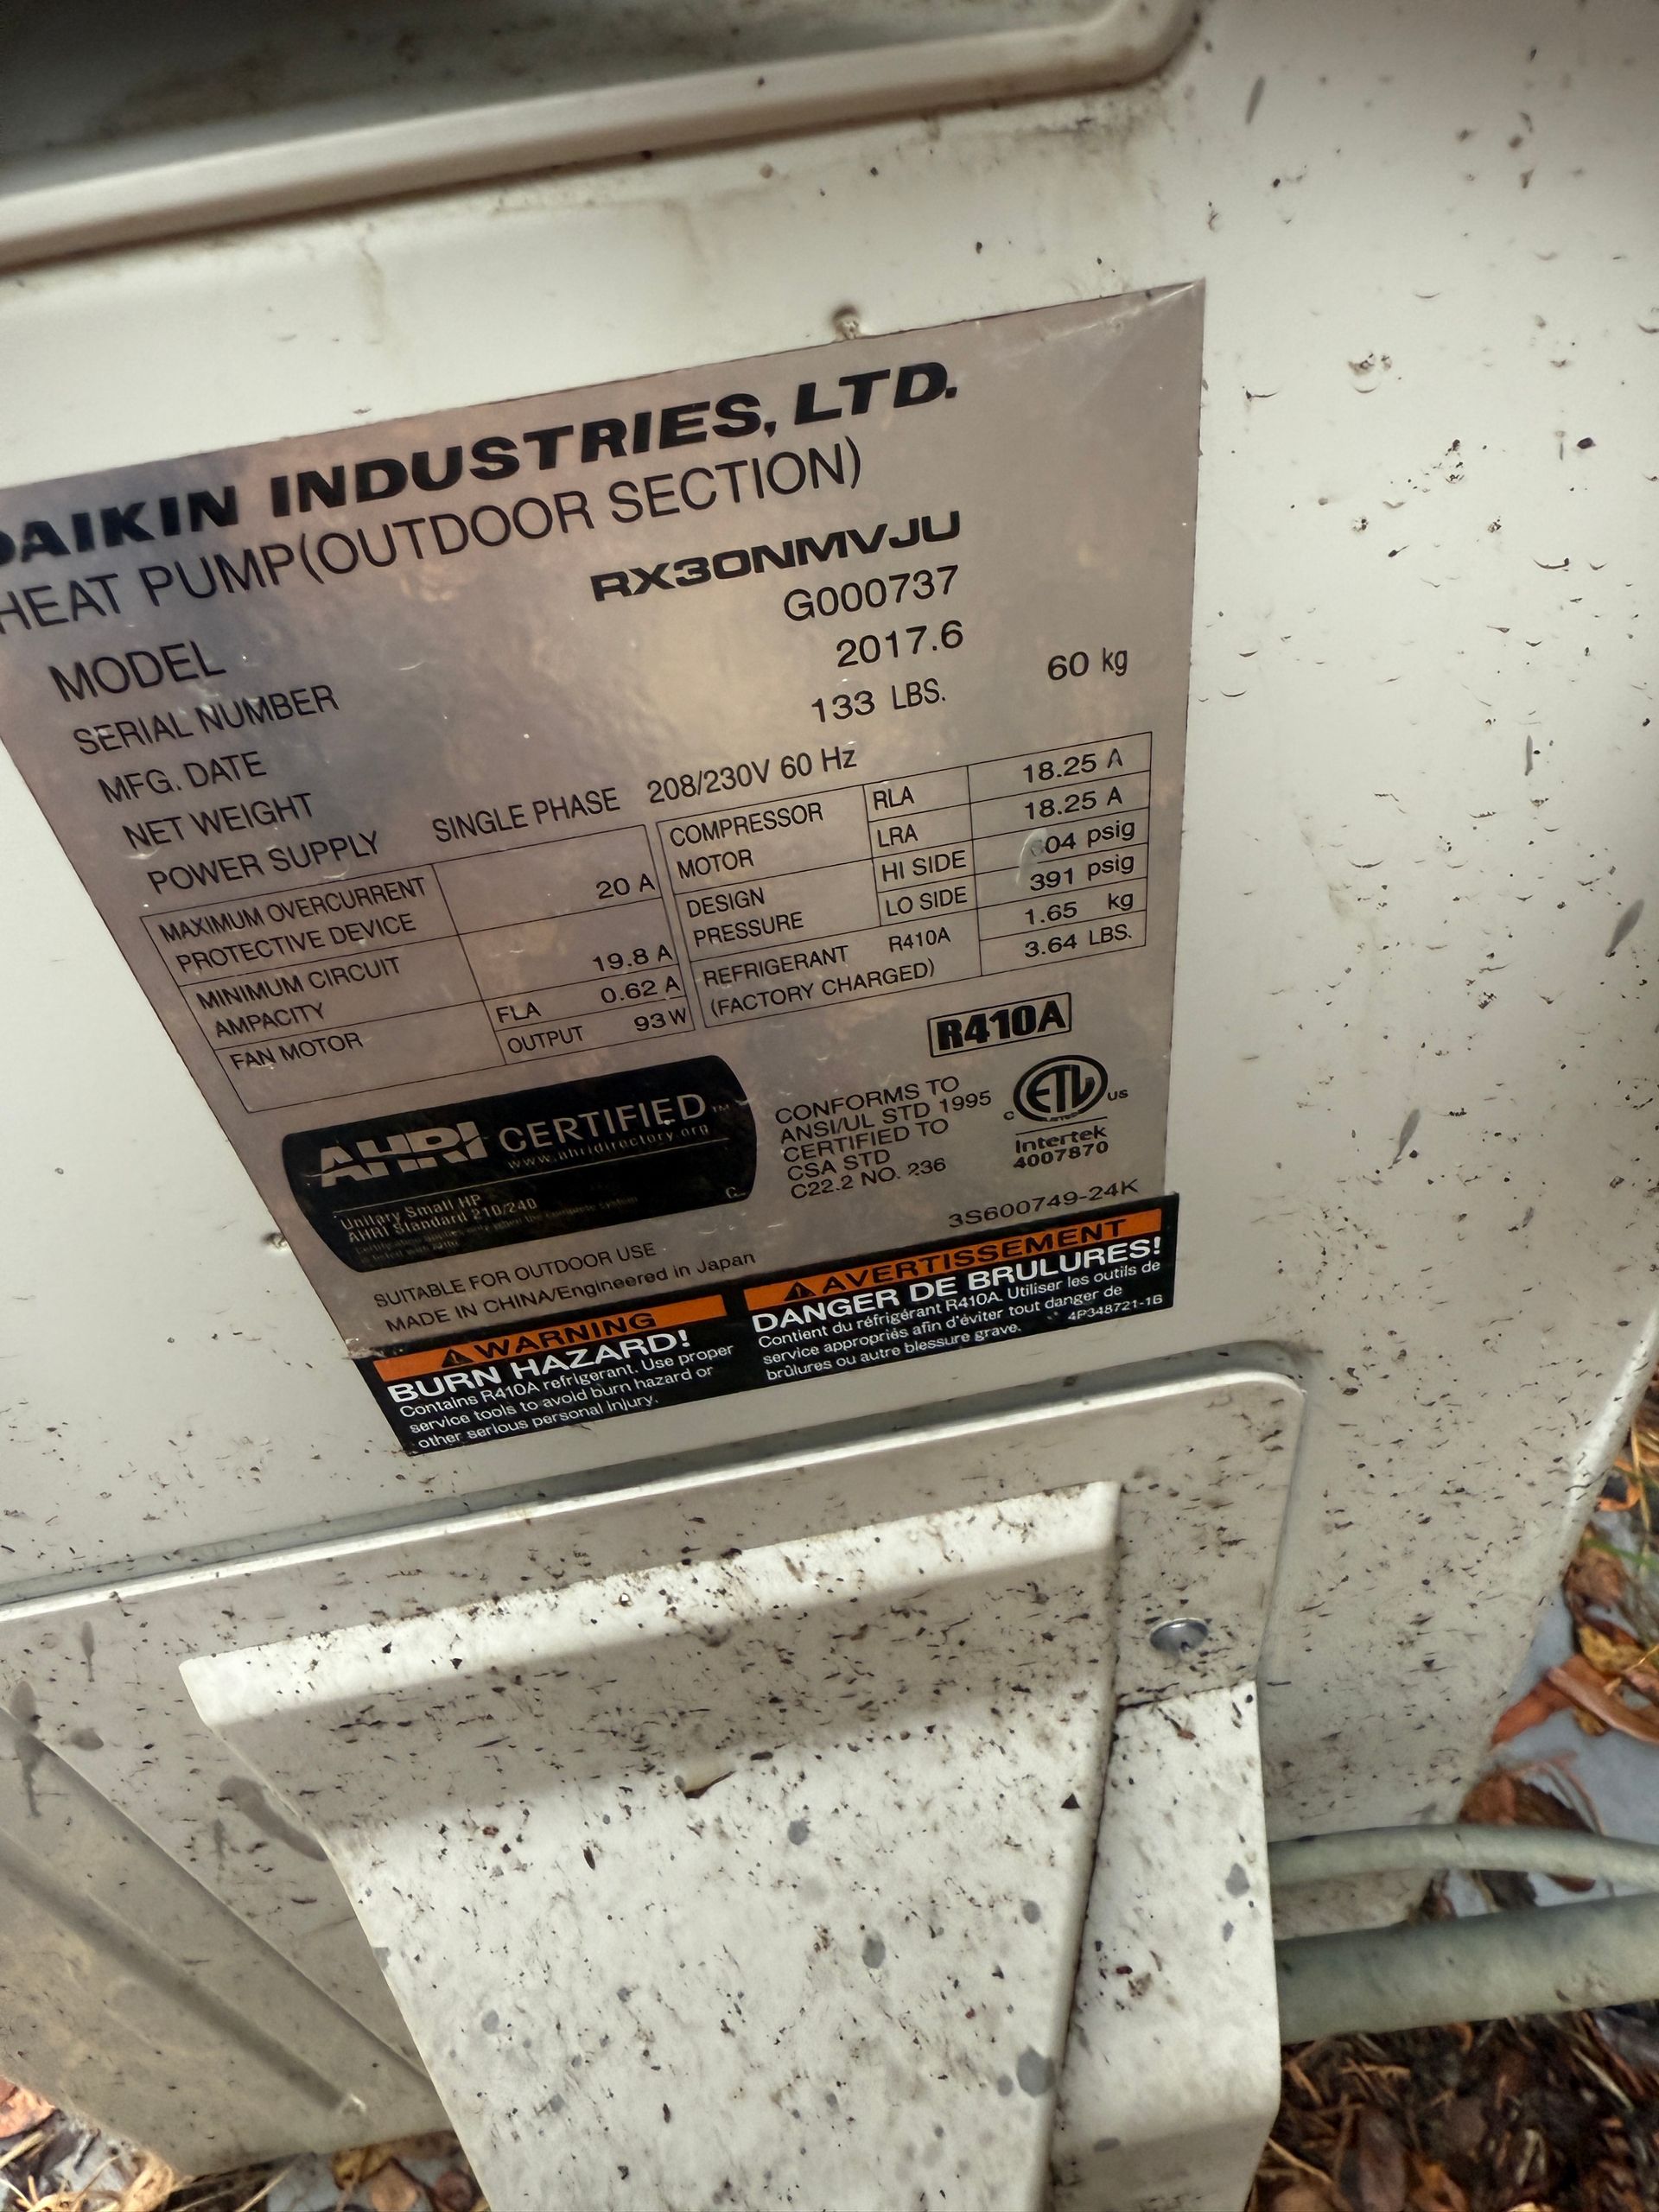 DAIKIN INDUSTRIES, LTD.
HEAT PUMP(OUTDOOR SECTION)
MODEL RX30NMVJU
SERIAL NUMBER G000737
MFG. DATE 2017.6
NET WEIGHT 133 LBS. 60 kg
POWER SUPPLY SINGLE PHASE 208/230V 60 Hz
MAXIMUM OVERCURRENT
PROTECTIVE DEVICE 20 A
MINIMUM CIRCUIT
AMPACITY 19.8 A
FAN MOTOR FLA 0.62 A
OUTPUT 93 W
COMPRESSOR
MOTOR
RLA 18.25 A
LRA 18.25 A
DESIGN
PRESSURE
HI SIDE 04 psig
LO SIDE 391 psig
REFRIGERANT R410A
(FACTORY CHARGED)
1.65 kg
3.64 LBS.
R410A
AHRI CERTIFIED™
www.ahridirectory.org
Unitary Small HP
AHRI Standard 210/240
CONFORMS TO
ANSI/UL STD 1995
CERTIFIED TO
CSA STD
C22.2 NO. 236
ETL
C US
Intertek
4007870
SUITABLE FOR OUTDOOR USE
MADE IN CHINA/Engineered in Japan
3S600749-24K
WARNING
BURN HAZARD!
Contains R410A refrigerant. Use proper
service tools to avoid burn hazard or
other serious personal injury.
AVERTISSEMENT
DANGER DE BRULURES!
Contient du réfrigérant R410A. Utiliser les outils de
service appropriés afin d'éviter tout danger de
brûlures ou autre blessure grave.
4P348721-1B